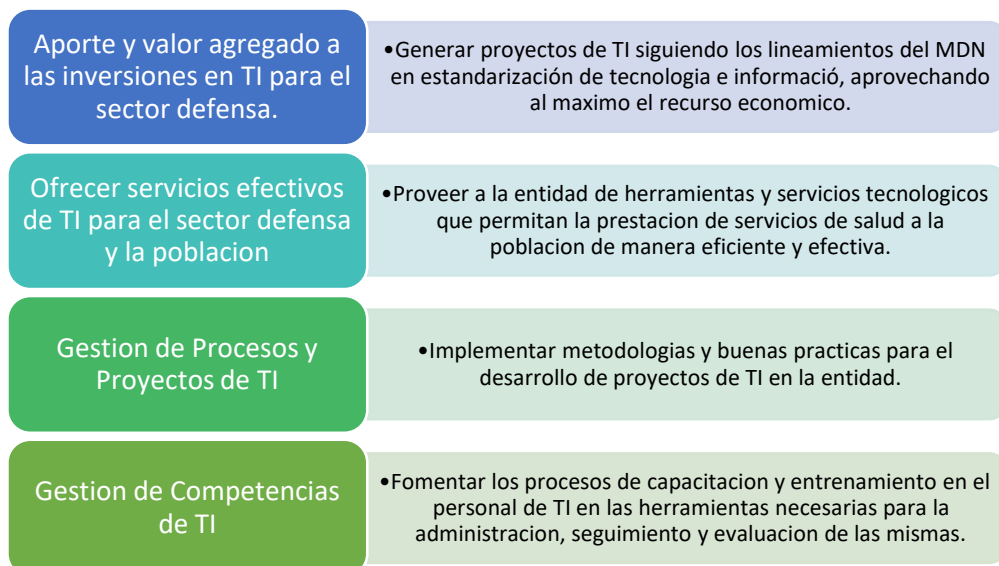 Aporte y valor agregado a
las inversiones en TI para el
sector defensa.
•Generar proyectos de TI siguiendo los lineamientos del MDN
en estandarización de tecnologia e informació, aprovechando
al maximo el recurso economico.
Ofrecer servicios efectivos
de TI para el sector defensa
y la poblacion
•Proveer a la entidad de herramientas y servicios tecnologicos
que permitan la prestacion de servicios de salud a la
poblacion de manera eficiente y efectiva.
Gestion de Procesos y
Proyectos de TI
•Implementar metodologias y buenas practicas para el
desarrollo de proyectos de TI en la entidad.
Gestion de Competencias
de TI
•Fomentar los procesos de capacitacion y entrenamiento en el
personal de TI en las herramientas necesarias para la
administracion, seguimiento y evaluacion de las mismas.